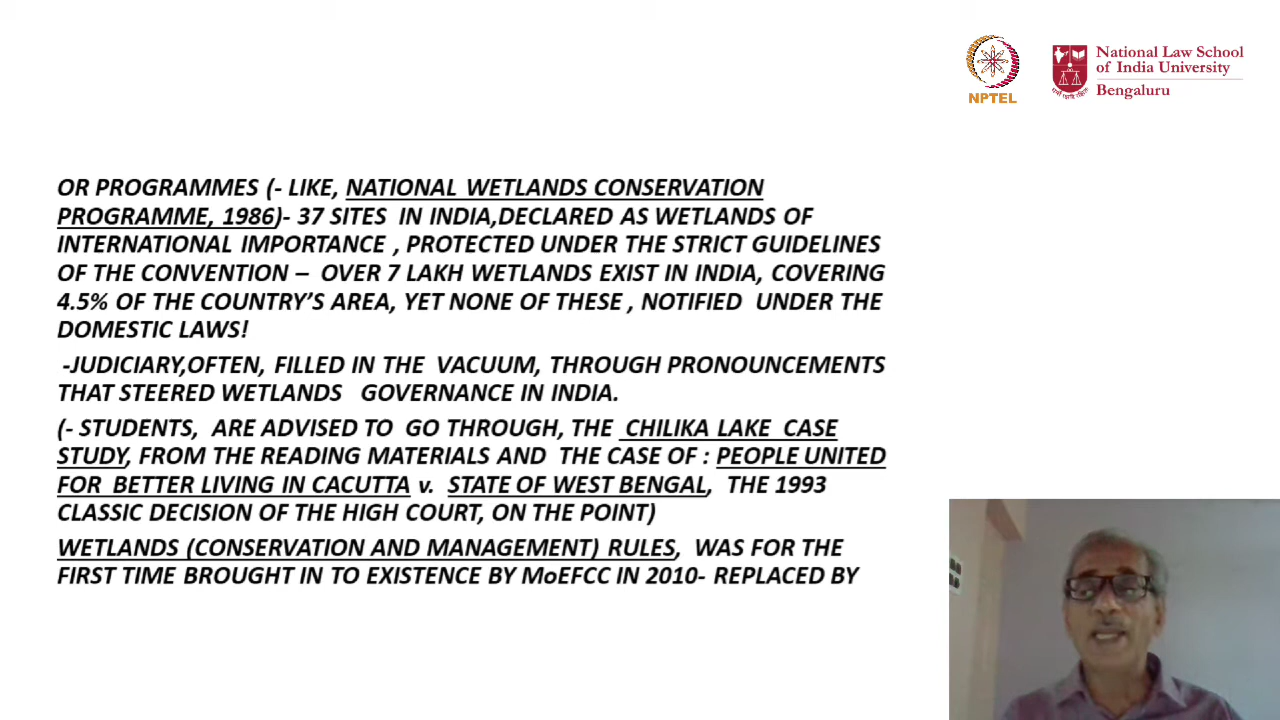 NPTEL
National Law School
of India University
Bengaluru
OR PROGRAMMES (- LIKE, NATIONAL WETLANDS CONSERVATION
PROGRAMME, 1986)- 37 SITES IN INDIA,DECLARED AS WETLANDS OF
INTERNATIONAL IMPORTANCE , PROTECTED UNDER THE STRICT GUIDELINES
OF THE CONVENTION – OVER 7 LAKH WETLANDS EXIST IN INDIA, COVERING
4.5% OF THE COUNTRY'S AREA, YET NONE OF THESE , NOTIFIED UNDER THE
DOMESTIC LAWS!
-JUDICIARY,OFTEN, FILLED IN THE VACUUM, THROUGH PRONOUNCEMENTS
THAT STEERED WETLANDS GOVERNANCE IN INDIA.
(- STUDENTS, ARE ADVISED TO GO THROUGH, THE CHILIKA LAKE CASE
STUDY, FROM THE READING MATERIALS AND THE CASE OF : PEOPLE UNITED
FOR BETTER LIVING IN CACUTTA v. STATE OF WEST BENGAL, THE 1993
CLASSIC DECISION OF THE HIGH COURT, ON THE POINT)
WETLANDS (CONSERVATION AND MANAGEMENT) RULES, WAS FOR THE
FIRST TIME BROUGHT IN TO EXISTENCE BY MoEFCC IN 2010- REPLACED BY